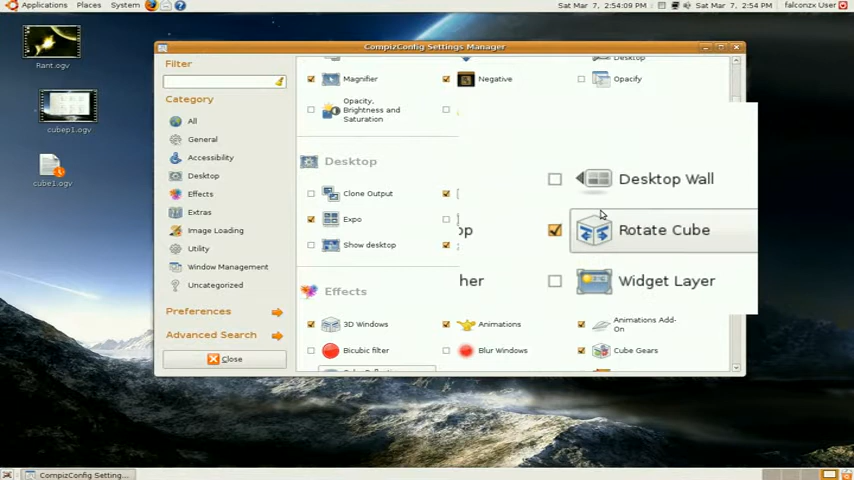 Applications Places System
Sat Mar 7, 2:54:09 PM
Sat Mar 7, 2:54 PM
falconzx User
Rant.ogv
cubep1.ogv
cube1.ogv
CompizConfig Settings Manager
Filter
Category
All
General
Accessibility
Desktop
Effects
Extras
Image Loading
Utility
Window Management
Uncategorized
Preferences
Advanced Search
Close
Magnifier
Negative
Opacify
Opacity,
Brightness and
Saturation
Desktop
Clone Output
Expo
Show desktop
Desktop Wall
Rotate Cube
Widget Layer
Effects
3D Windows
Animations
Animations Add-
On
Bicubic filter
Blur Windows
Cube Gears
CompizConfig Setting...